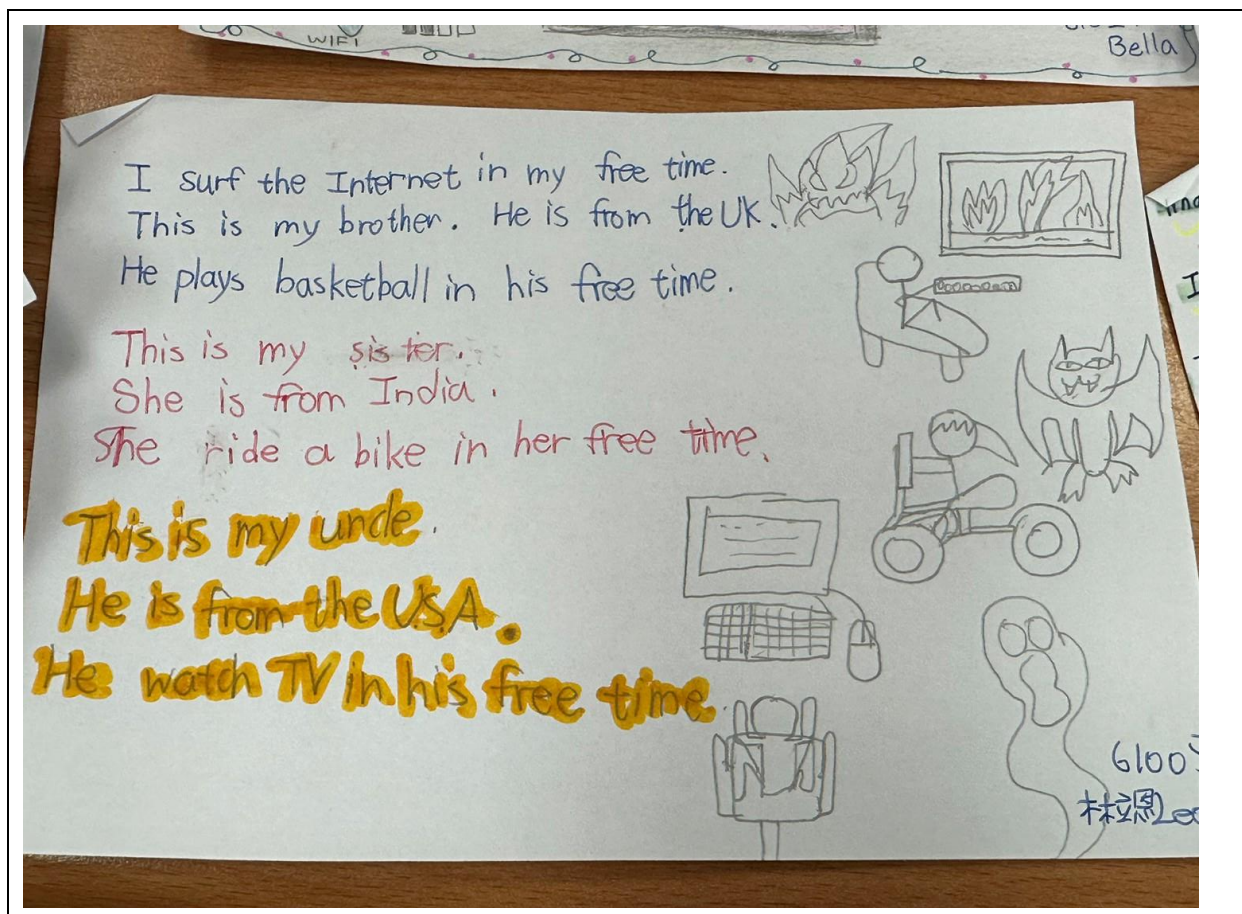 WIFI
Bella
I surf the Internet in my free time.
This is my brother. He is from the UK.
He plays basketball in his free time.
This is my sister.
She is from India.
She ride a bike in her free time.
This is my uncle.
He is from the USA.
He watch TV in his free time.
6100
林立恩Leo